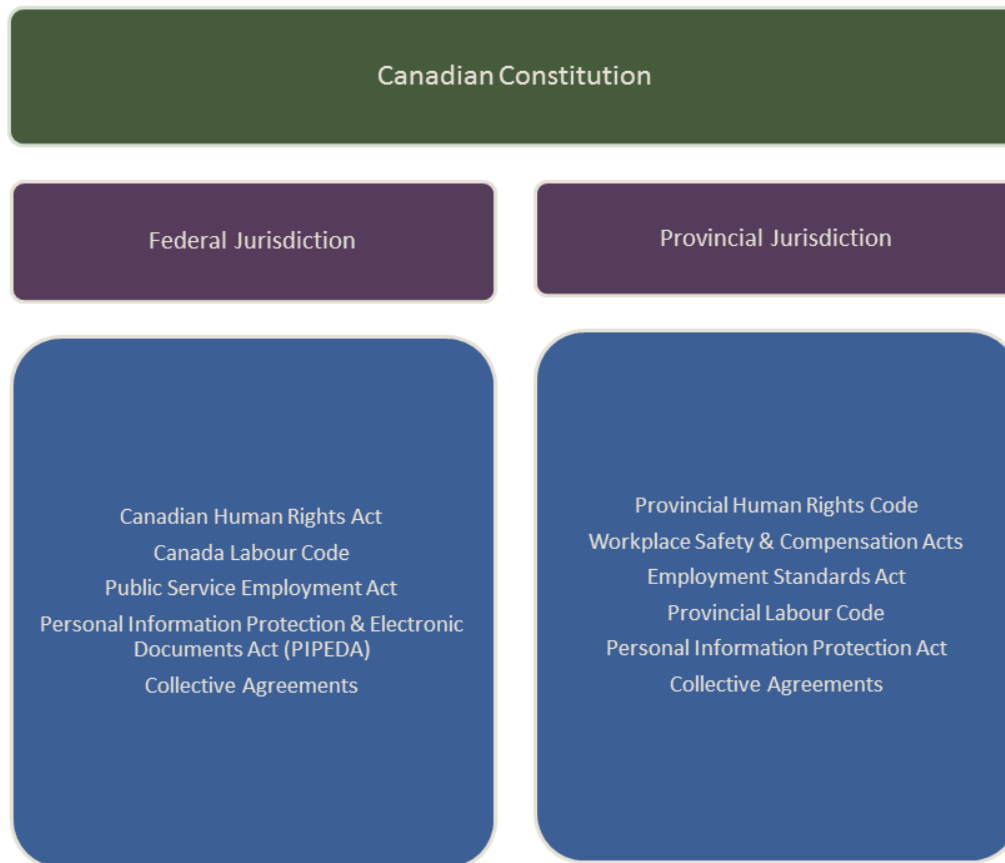 Canadian Constitution
Federal Jurisdiction
Provincial Jurisdiction
Canadian Human Rights Act
Canada Labour Code
Public Service Employment Act
Personal Information Protection & Electronic
Documents Act (PIPEDA)
Collective Agreements
Provincial Human Rights Code
Workplace Safety & Compensation Acts
Employment Standards Act
Provincial Labour Code
Personal Information Protection Act
Collective Agreements